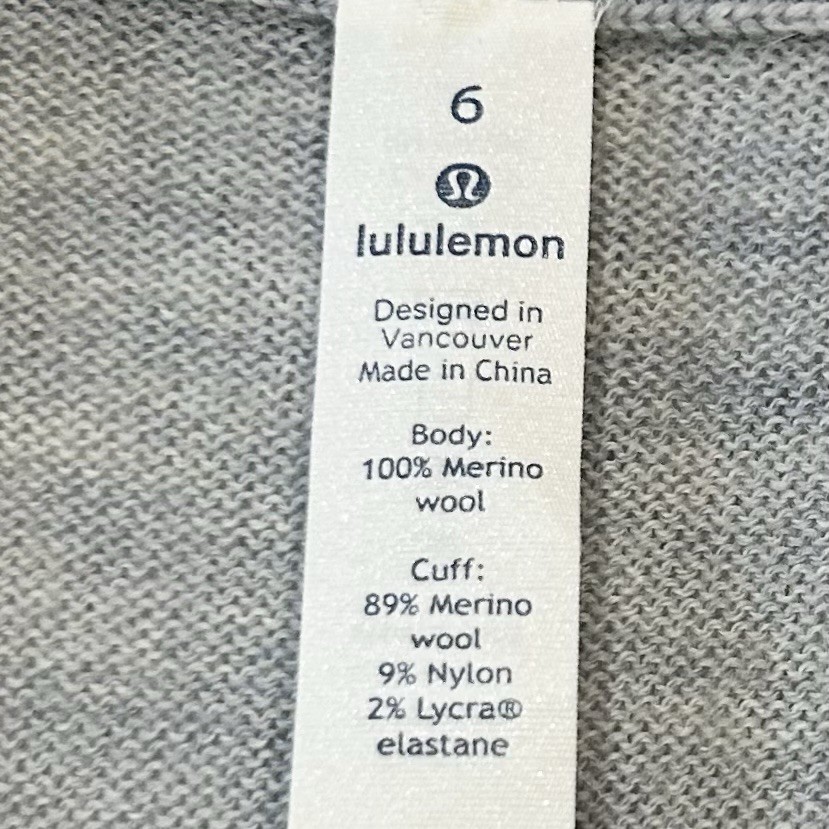 6
lululemon
Designed in
Vancouver
Made in China
Body:
100% Merino
wool
Cuff:
89% Merino
wool
9% Nylon
2% Lycra®
elastane